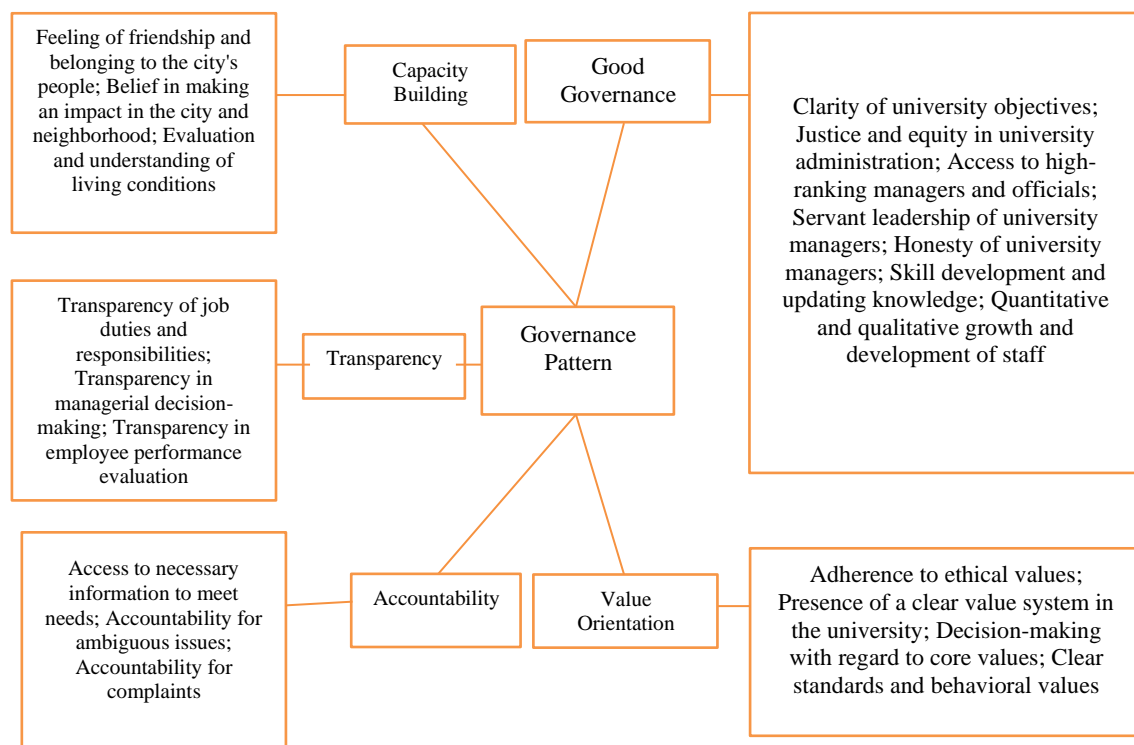 Feeling of friendship and
belonging to the city's
people; Belief in making
an impact in the city and
neighborhood; Evaluation
and understanding of
living conditions
Capacity
Building
Good
Governance
Clarity of university objectives;
Justice and equity in university
administration; Access to high-
ranking managers and officials;
Servant leadership of university
managers; Honesty of university
managers; Skill development and
updating knowledge; Quantitative
and qualitative growth and
development of staff
Transparency of job
duties and
responsibilities;
Transparency in
managerial decision-
making; Transparency in
employee performance
evaluation
Transparency
Governance
Pattern
Access to necessary
information to meet
needs; Accountability for
ambiguous issues;
Accountability for
complaints
Accountability
Value
Orientation
Adherence to ethical values;
Presence of a clear value system in
the university; Decision-making
with regard to core values; Clear
standards and behavioral values